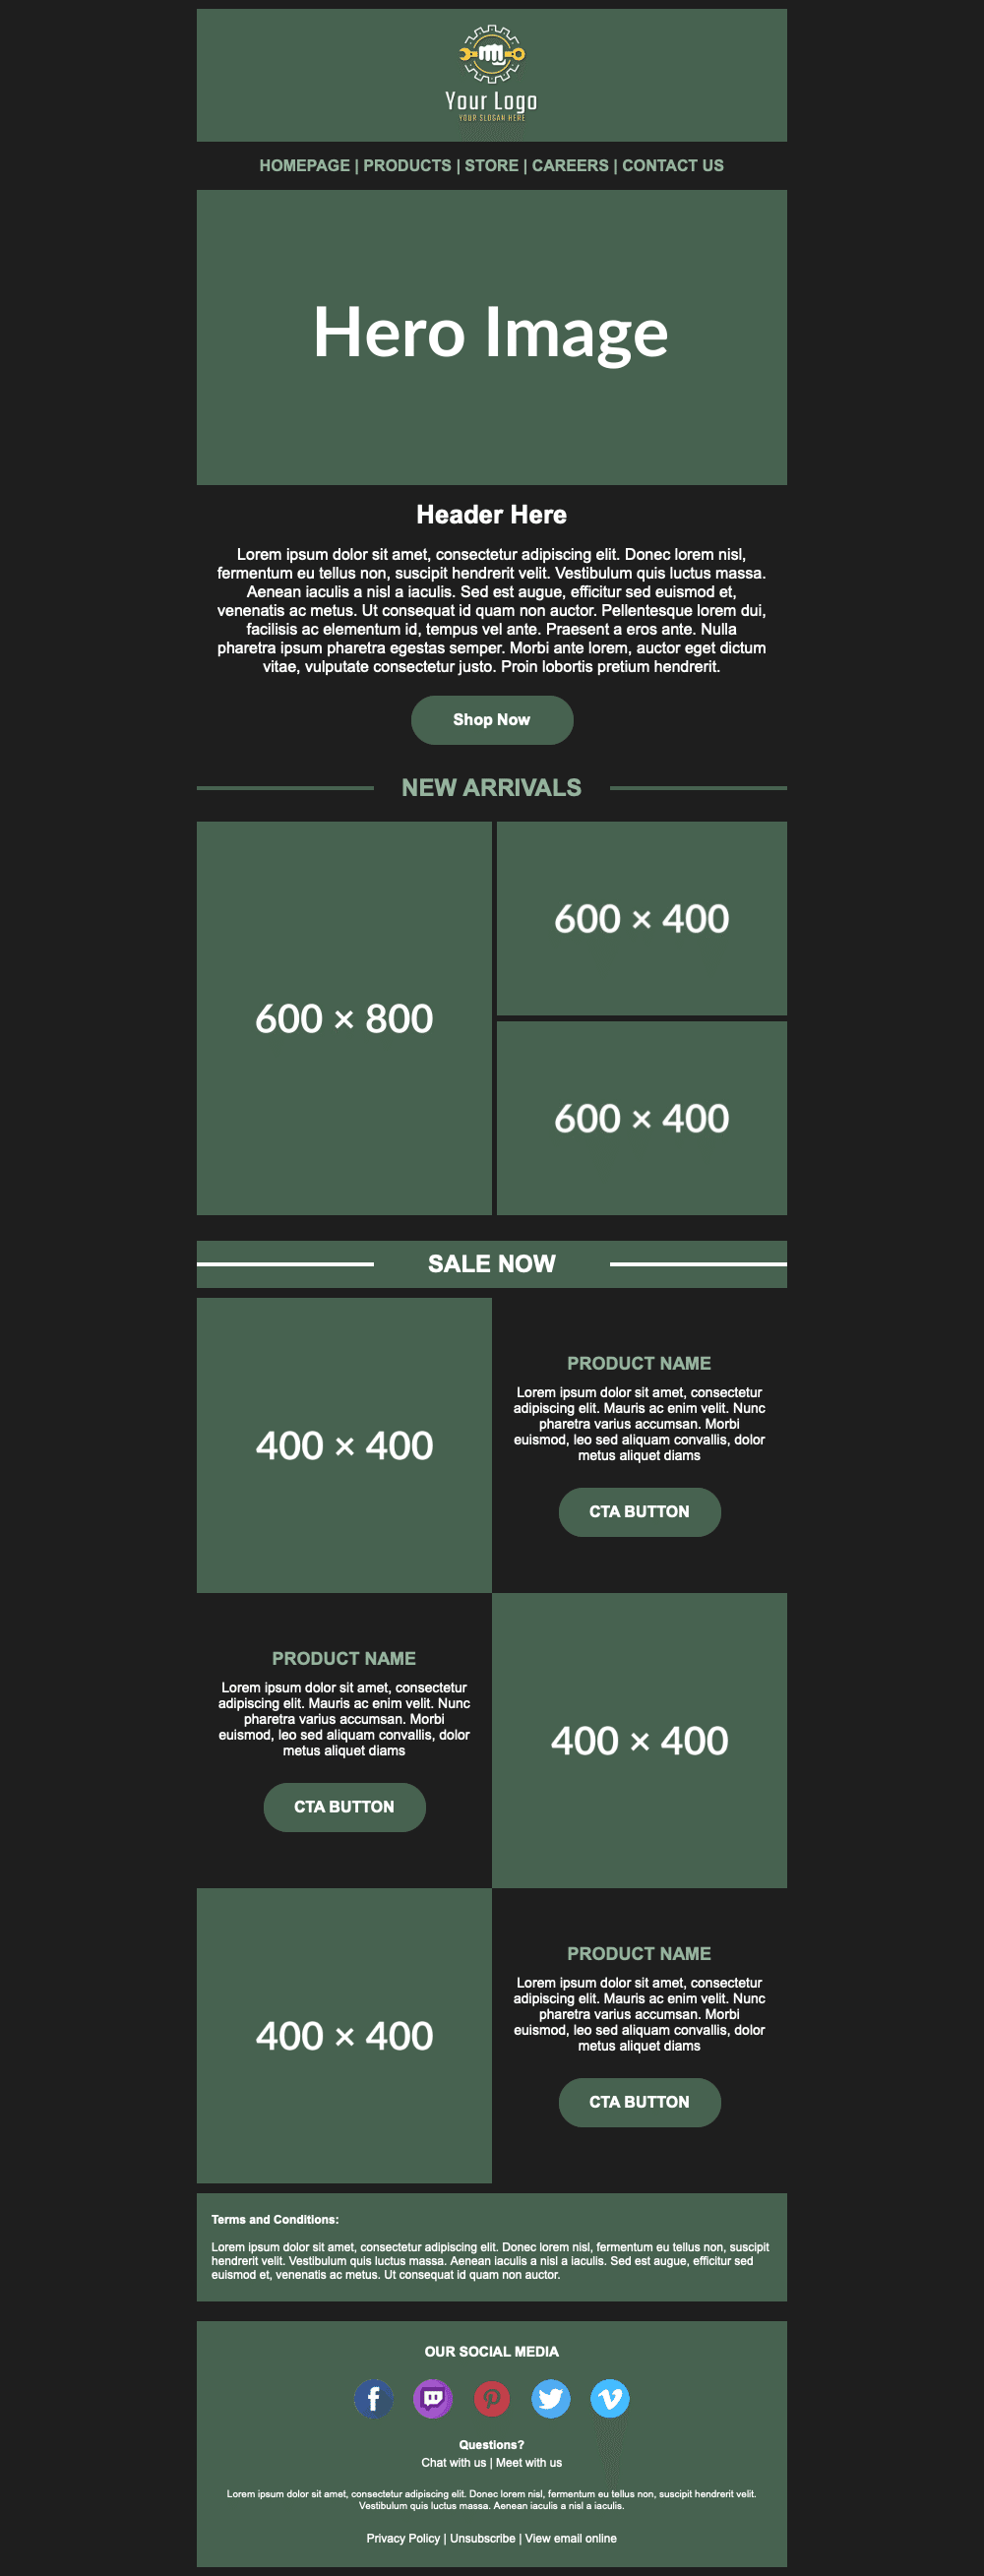 Your Logo
YOUR SLOGAN HERE
HOMEPAGE | PRODUCTS | STORE | CAREERS | CONTACT US
Hero Image
Header Here
Lorem ipsum dolor sit amet, consectetur adipiscing elit. Donec lorem nisl,
fermentum eu tellus non, suscipit hendrerit velit. Vestibulum quis luctus massa.
Aenean iaculis a nisl a iaculis. Sed est augue, efficitur sed euismod et,
venenatis ac metus. Ut consequat id quam non auctor. Pellentesque lorem dui,
facilisis ac elementum id, tempus vel ante. Praesent a eros ante. Nulla
pharetra ipsum pharetra egestas semper. Morbi ante lorem, auctor eget dictum
vitae, vulputate consectetur justo. Proin lobortis pretium hendrerit.
Shop Now
NEW ARRIVALS
600 × 800
600 × 400
600 × 400
SALE NOW
400 × 400
PRODUCT NAME
Lorem ipsum dolor sit amet, consectetur
adipiscing elit. Mauris ac enim velit. Nunc
pharetra varius accumsan. Morbi
euismod, leo sed aliquam convallis, dolor
metus aliquet diams
CTA BUTTON
PRODUCT NAME
Lorem ipsum dolor sit amet, consectetur
adipiscing elit. Mauris ac enim velit. Nunc
pharetra varius accumsan. Morbi
euismod, leo sed aliquam convallis, dolor
metus aliquet diams
CTA BUTTON
400 × 400
400 × 400
PRODUCT NAME
Lorem ipsum dolor sit amet, consectetur
adipiscing elit. Mauris ac enim velit. Nunc
pharetra varius accumsan. Morbi
euismod, leo sed aliquam convallis, dolor
metus aliquet diams
CTA BUTTON
Terms and Conditions:
Lorem ipsum dolor sit amet, consectetur adipiscing elit. Donec lorem nisl, fermentum eu tellus non, suscipit
hendrerit velit. Vestibulum quis luctus massa. Aenean iaculis a nisl a iaculis. Sed est augue, efficitur sed
euismod et, venenatis ac metus. Ut consequat id quam non auctor.
OUR SOCIAL MEDIA
Questions?
Chat with us | Meet with us
Lorem ipsum dolor sit amet, consectetur adipiscing elit. Donec lorem nisl, fermentum eu tellus non, suscipit hendrerit velit.
Vestibulum quis luctus massa. Aenean iaculis a nisl a iaculis.
Privacy Policy | Unsubscribe | View email online